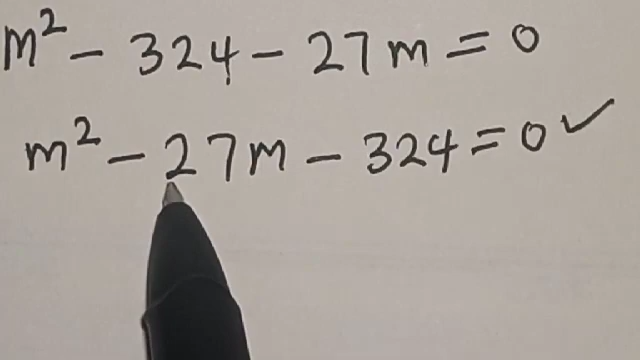 m² - 324 - 27m = 0
m² - 27m - 324 = 0 ✓